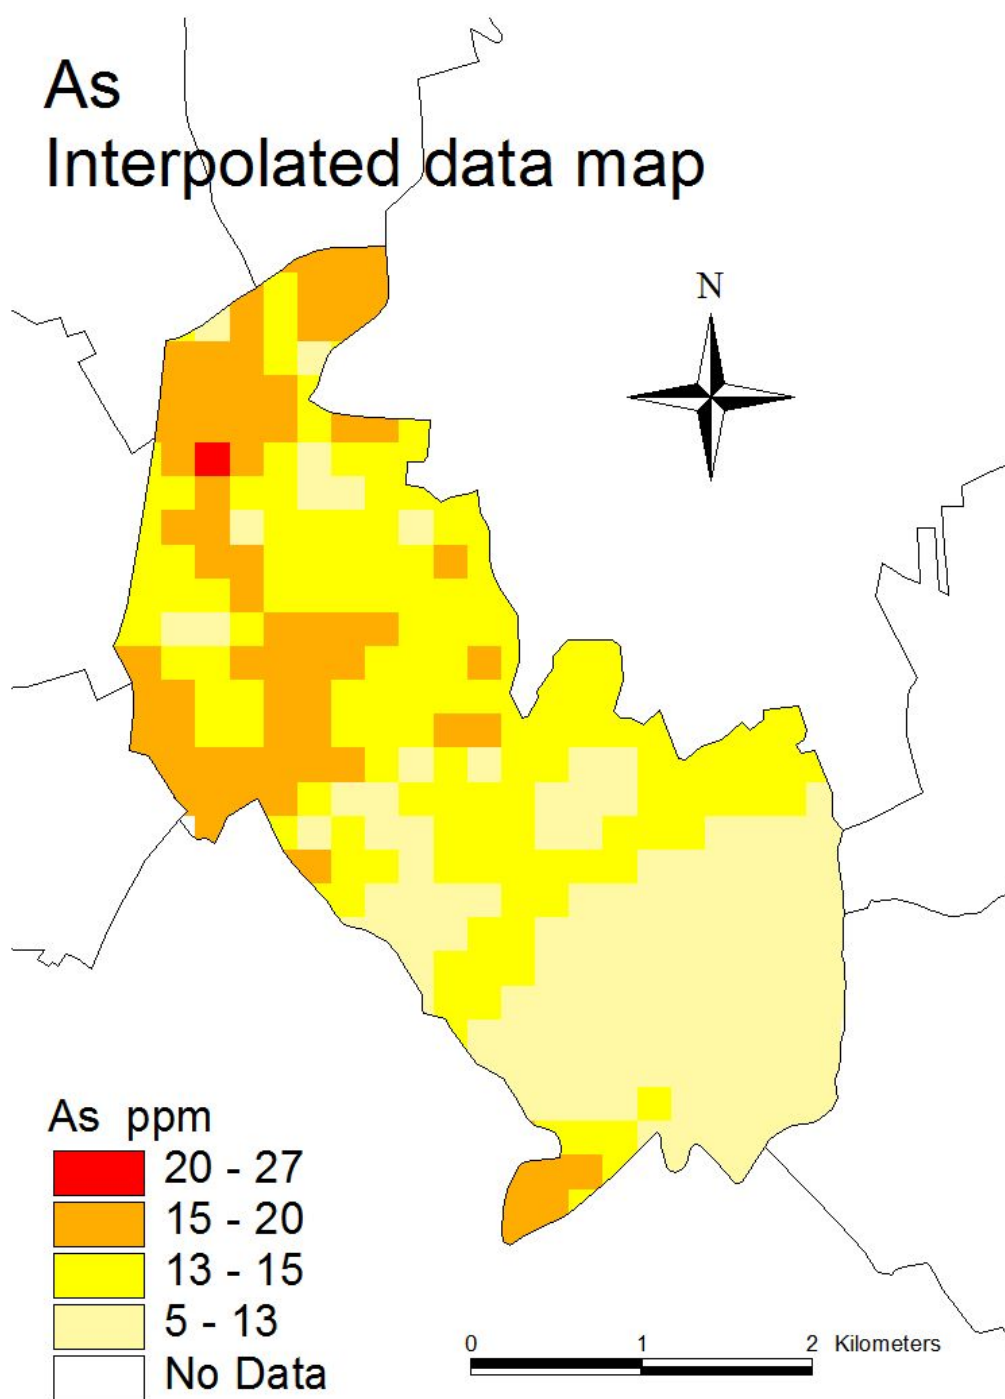 As
Interpolated data map
N
As ppm
20 - 27
15 - 20
13 - 15
5 - 13
No Data
0 1 2 Kilometers